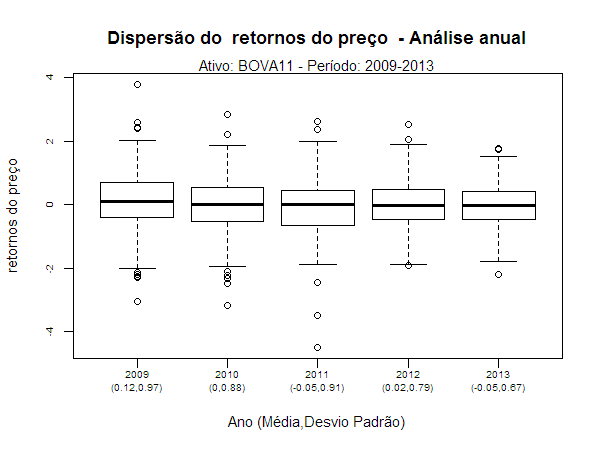 Dispersão do  retornos do preço  - Análise anual
Ativo: BOVA11 - Período: 2009-2013
retornos do preço
4
2
0
-2
-4
2009 2010 2011 2012 2013
(0.12,0.97) (0,0.88) (-0.05,0.91) (0.02,0.79) (-0.05,0.67)
Ano (Média,Desvio Padrão)